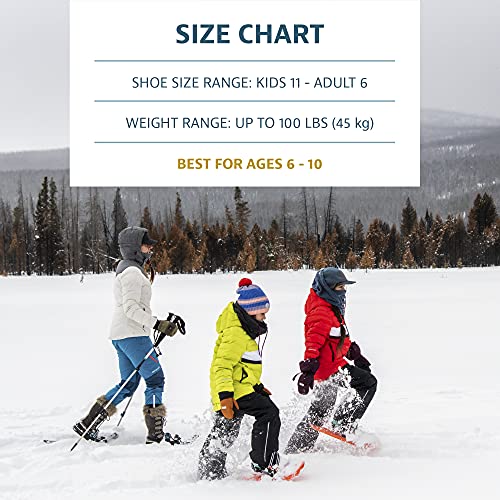 SIZE CHART
SHOE SIZE RANGE: KIDS 11 - ADULT 6
WEIGHT RANGE: UP TO 100 LBS (45 kg)
BEST FOR AGES 6 - 10